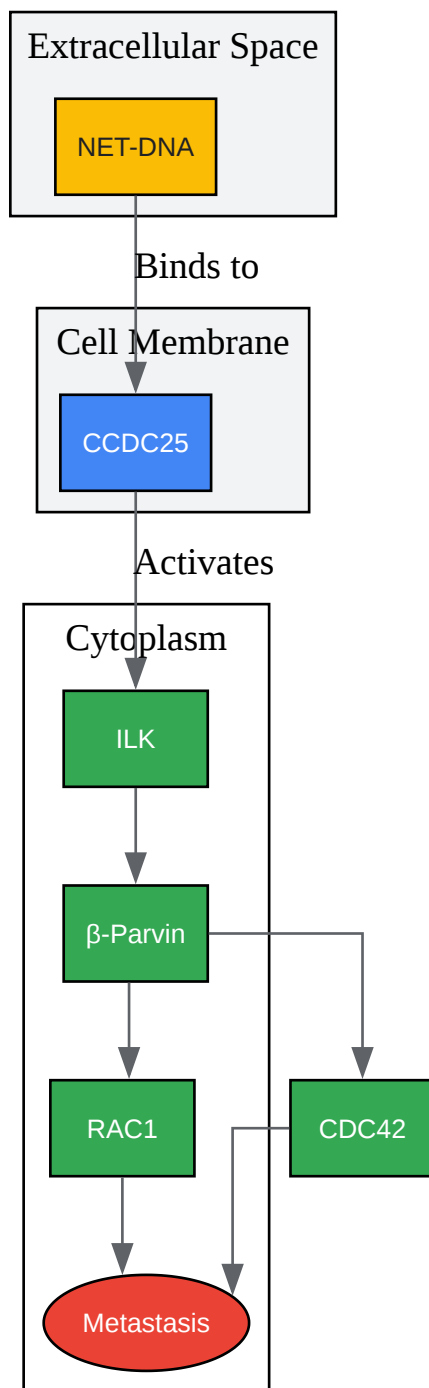 Extracellular Space
NET-DNA
Binds to
Cell Membrane
CCDC25
Activates
Cytoplasm
ILK
β-Parvin
RAC1
CDC42
Metastasis